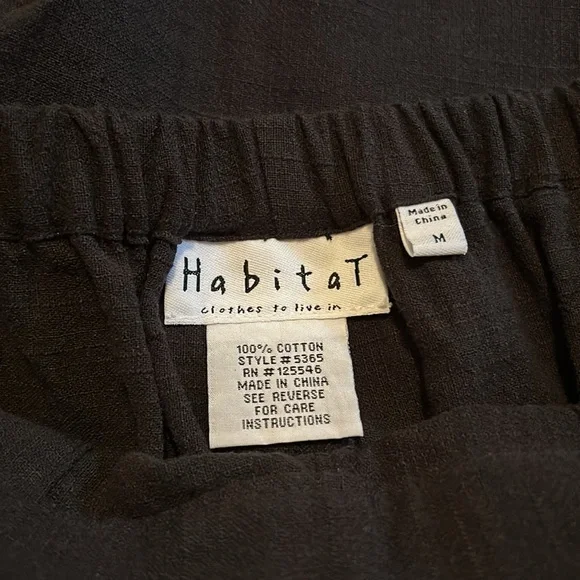 HabitaT
clothes to live in
Made in
China
M
100% COTTON
STYLE #5365
RN #125546
MADE IN CHINA
SEE REVERSE
FOR CARE
INSTRUCTIONS